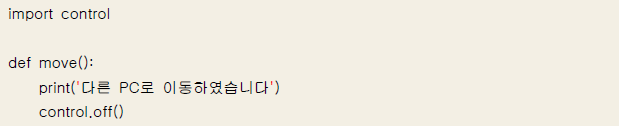 import control

def move():
    print('다른 PC로 이동하였습니다')
    control.off()